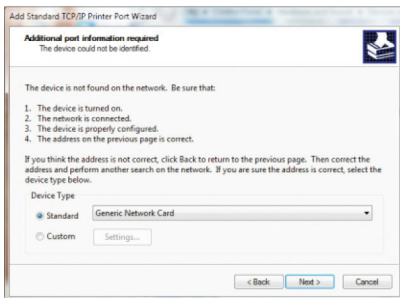 Add Standard TCP/IP Printer Port Wizard
Additional port information required
The device could not be identified.
The device is not found on the network. Be sure that:
1. The device is turned on.
2. The network is connected.
3. The device is properly configured.
4. The address on the previous page is correct.
If you think the address is not correct, click Back to return to the previous page. Then correct the
address and perform another search on the network. If you are sure the address is correct, select the
device type below.
Device Type
Standard
Generic Network Card
Custom
Settings...
< Back
Next >
Cancel